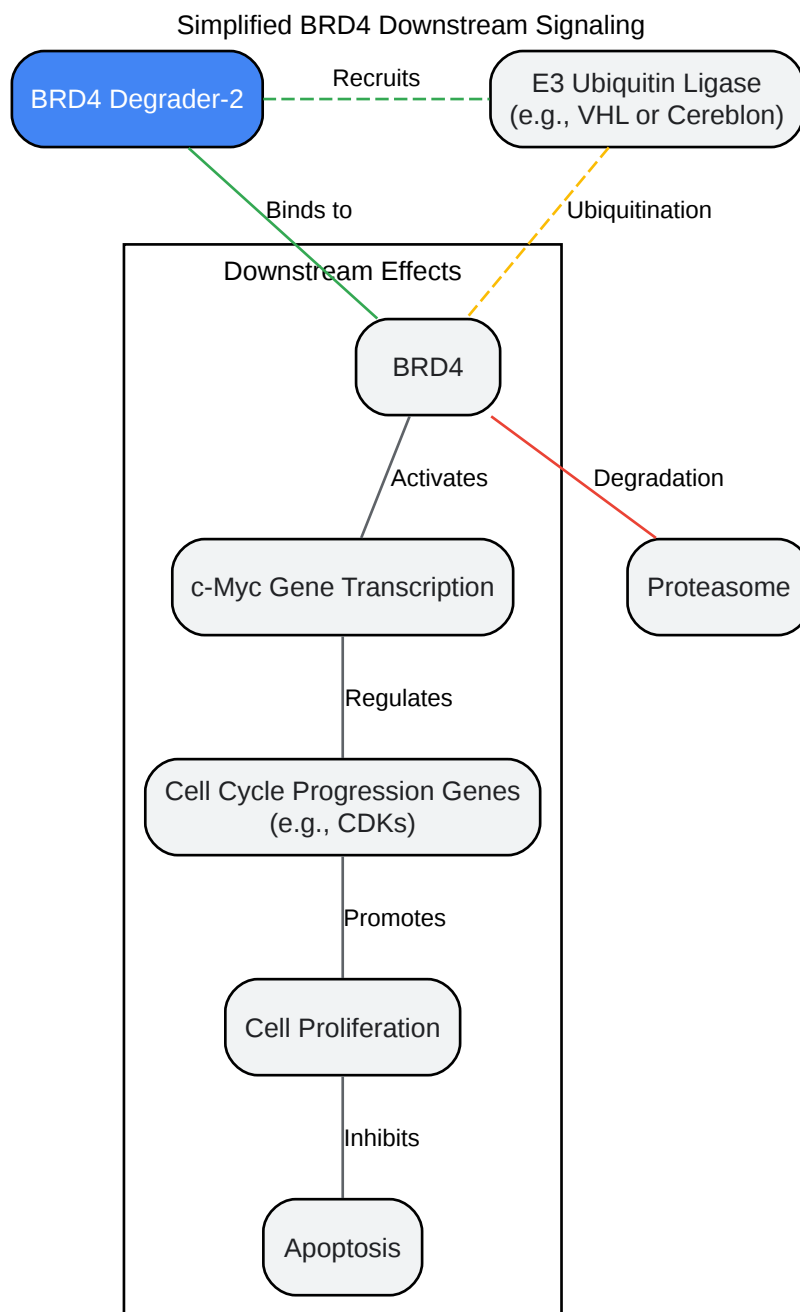 Simplified BRD4 Downstream Signaling
BRD4 Degrader-2
Recruits
E3 Ubiquitin Ligase
(e.g., VHL or Cereblon)
Binds to
Ubiquitination
Downstream Effects
BRD4
Activates
Degradation
c-Myc Gene Transcription
Proteasome
Regulates
Cell Cycle Progression Genes
(e.g., CDKs)
Promotes
Cell Proliferation
Inhibits
Apoptosis